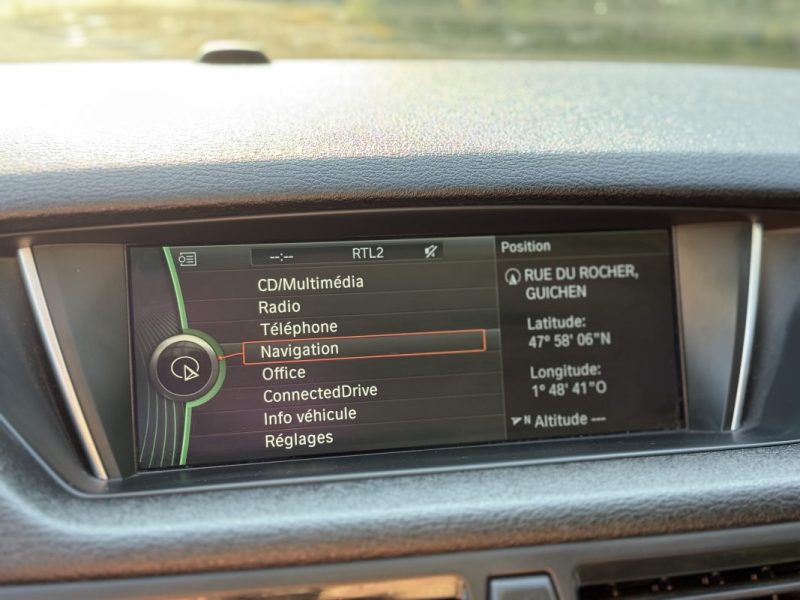 --:-- RTL2
CD/Multimédia
Radio
Téléphone
Navigation
Office
ConnectedDrive
Info véhicule
Réglages
Position
RUE DU ROCHER,
GUICHEN
Latitude:
47° 58' 06"N
Longitude:
1° 48' 41"O
N Altitude ---